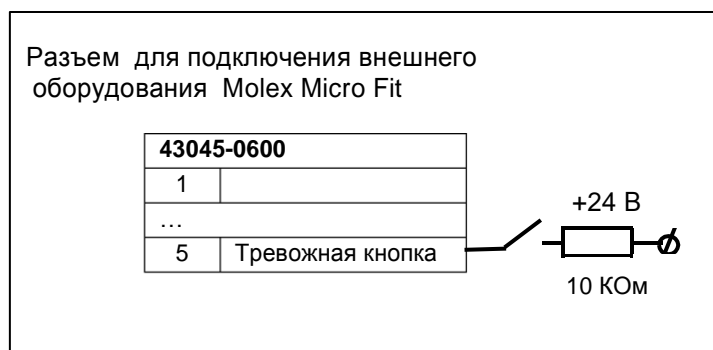 Разъем для подключения внешнего
оборудования Molex Micro Fit
43045-0600
1
…
5 Тревожная кнопка
+24 В
10 КОм